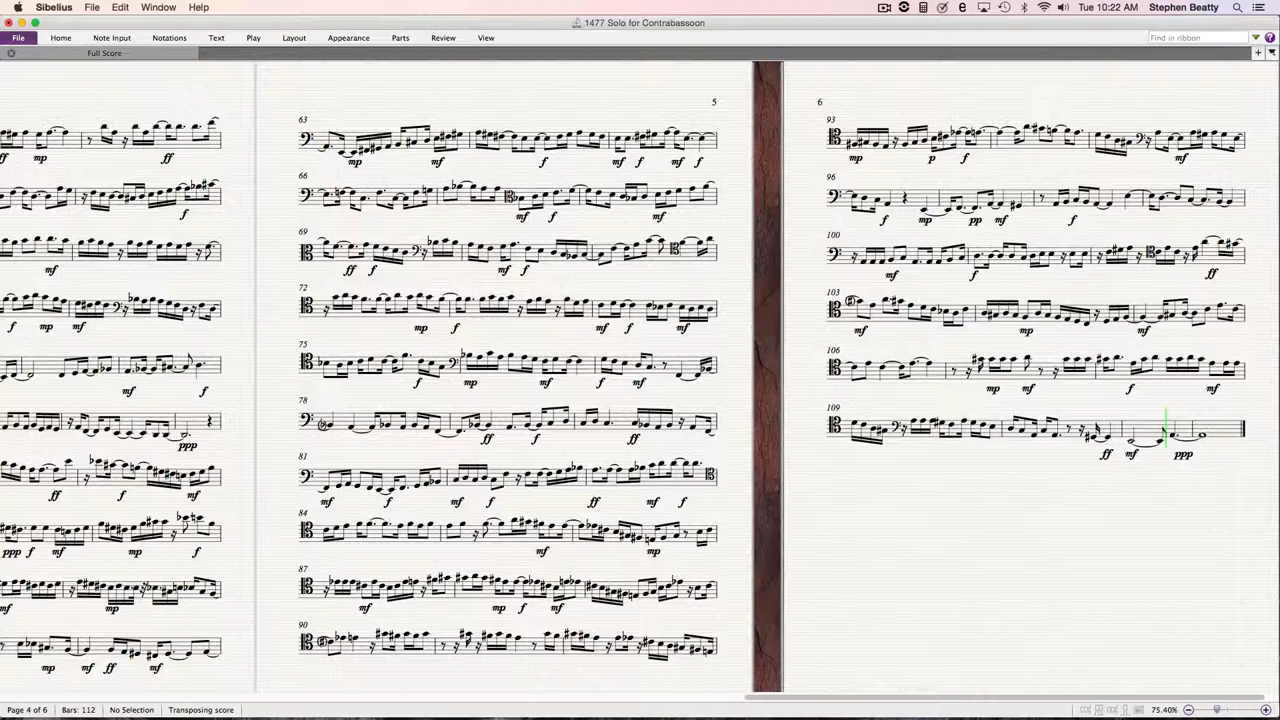 Sibelius File Edit Window Help Tue 10:22 AM Stephen Beatty
1477 Solo for Contrabassoon
File Home Note Input Notations Text Play Layout Appearance Parts Review View Find in ribbon
Full Score
5
6
ff mp ff
63
mp mf f mf f mf f
93
mp p f mf
f
66
mf f mf
96
f mp pp mf f
mf
69
ff f mf f
100
mf f ff
f mp mf
72
mp f mf f mf
103
mf mp mf
mf f
75
f mp f mf
106
mp mf f mf
ppp
78
ff mf ff
109
ff mf ppp
ff f mf
81
mf f mf f ff mf f
ppp f mf mp f
84
mf mp
mf mp
87
mf mp f mf
mp mf ff mf
90
Page 4 of 6 Bars: 112 No Selection Transposing score 75.40%